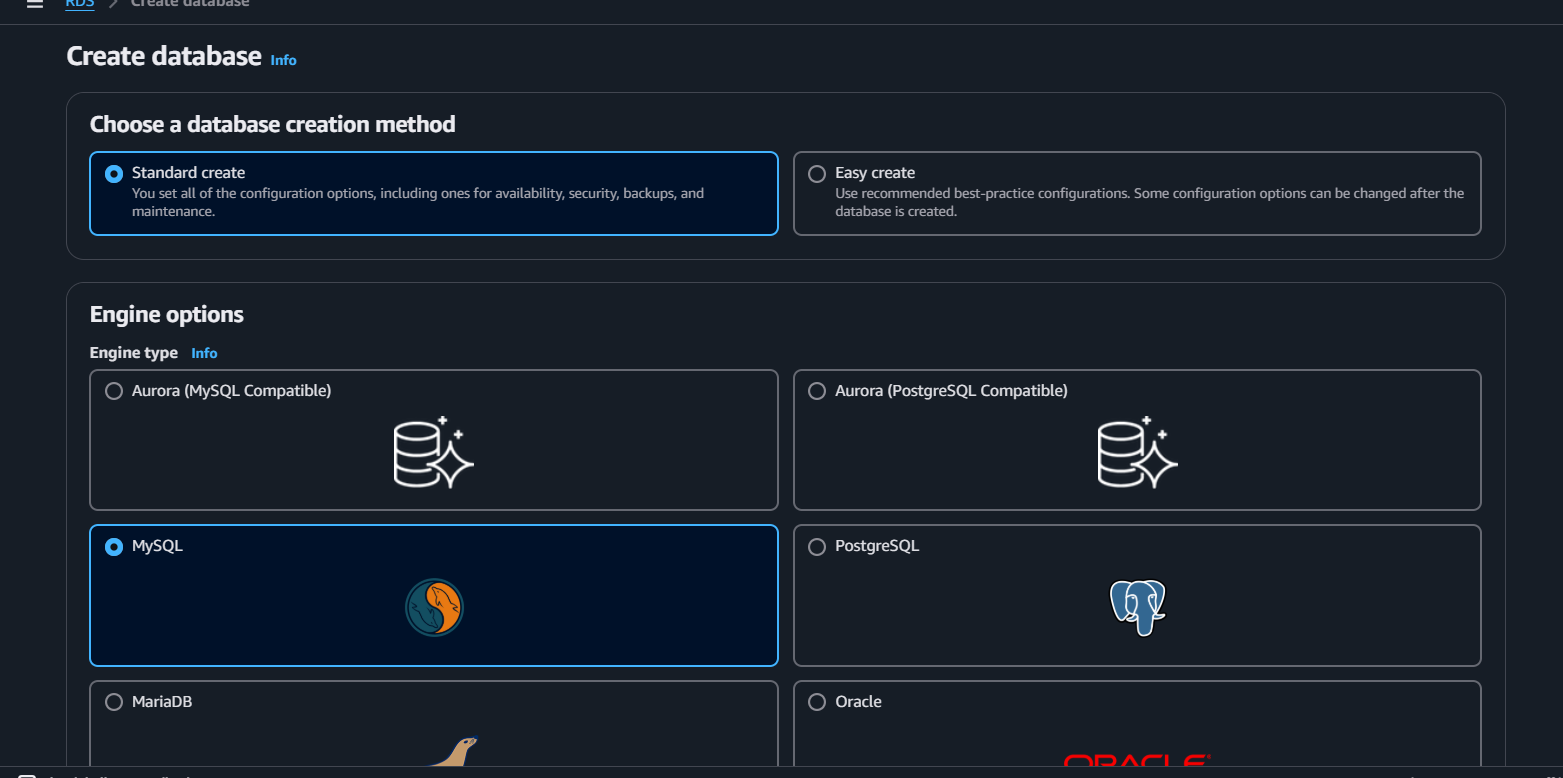 RDS > Create database
Create database Info
Choose a database creation method
Standard create
You set all of the configuration options, including ones for availability, security, backups, and
maintenance.
Easy create
Use recommended best-practice configurations. Some configuration options can be changed after the
database is created.
Engine options
Engine type Info
Aurora (MySQL Compatible)
Aurora (PostgreSQL Compatible)
MySQL
PostgreSQL
MariaDB
Oracle
ORACLE